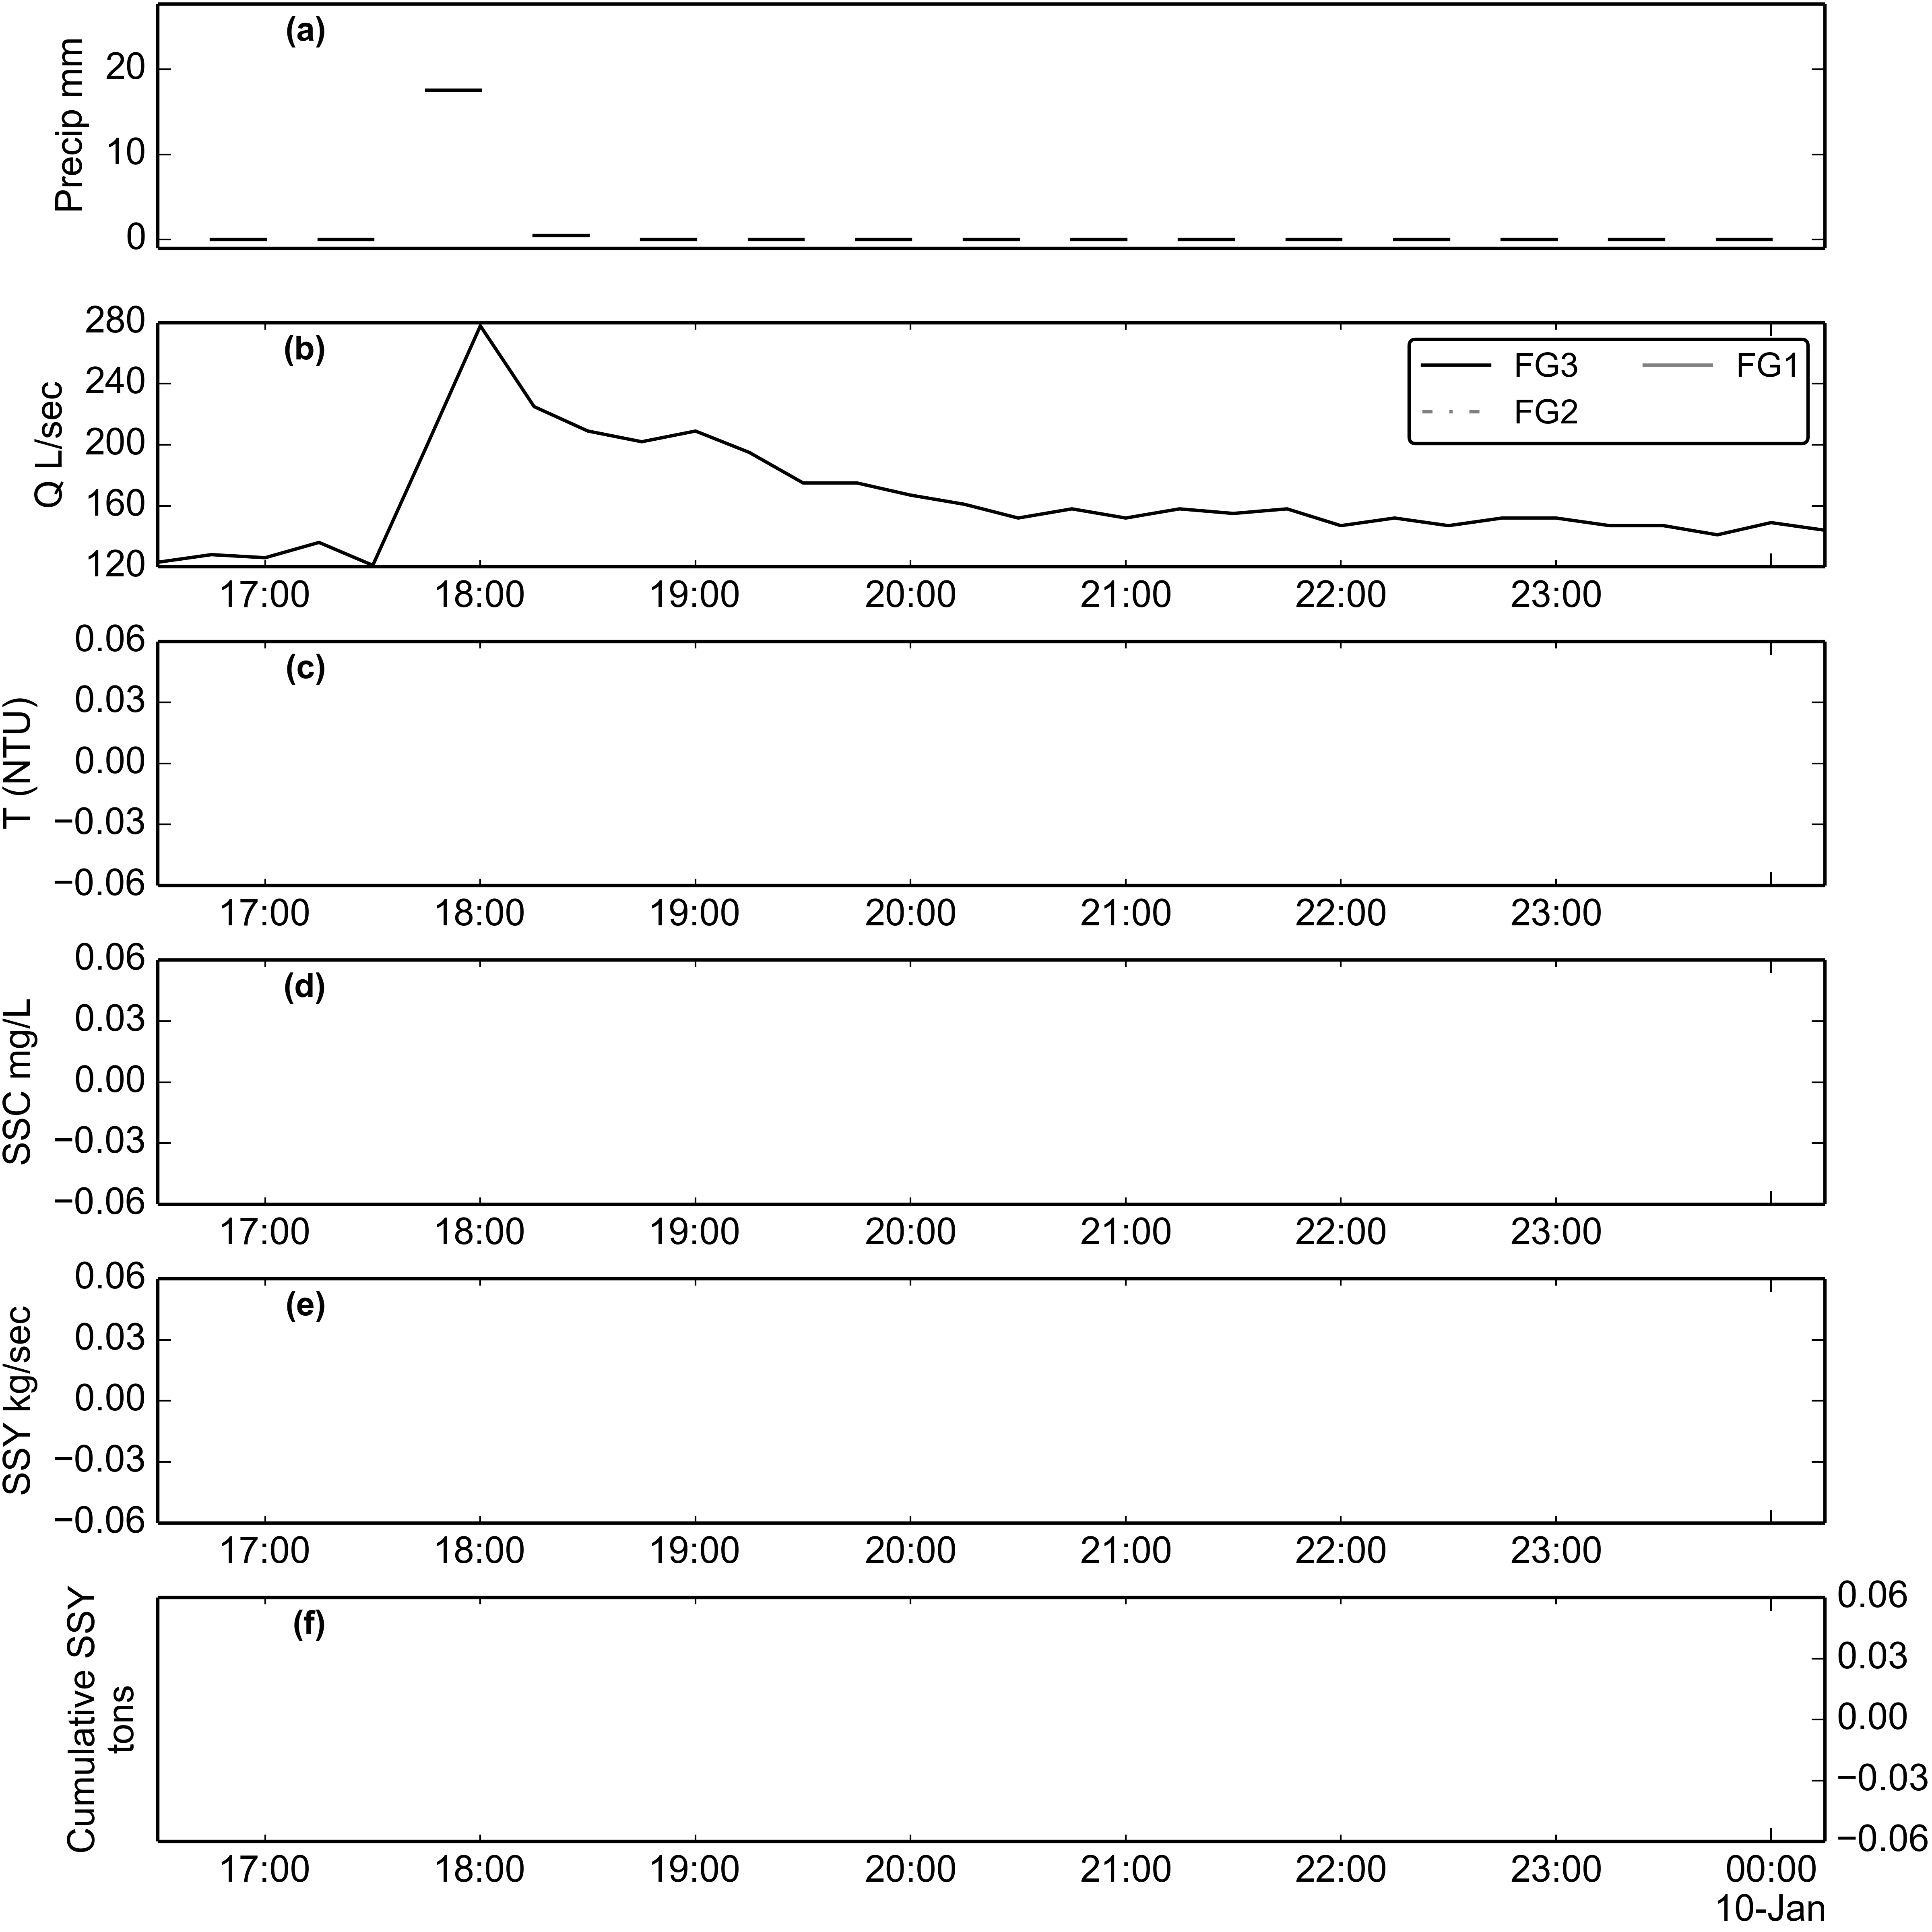 (a)
Precip mm
20
10
0
(b)
Q L/sec
280
240
200
160
120
FG3 FG1
FG2
17:00 18:00 19:00 20:00 21:00 22:00 23:00
(c)
T (NTU)
0.06
0.03
0.00
−0.03
−0.06
17:00 18:00 19:00 20:00 21:00 22:00 23:00
(d)
SSC mg/L
0.06
0.03
0.00
−0.03
−0.06
17:00 18:00 19:00 20:00 21:00 22:00 23:00
(e)
SSY kg/sec
0.06
0.03
0.00
−0.03
−0.06
17:00 18:00 19:00 20:00 21:00 22:00 23:00
(f)
Cumulative SSY
tons
0.06
0.03
0.00
−0.03
−0.06
17:00 18:00 19:00 20:00 21:00 22:00 23:00 00:00
10-Jan